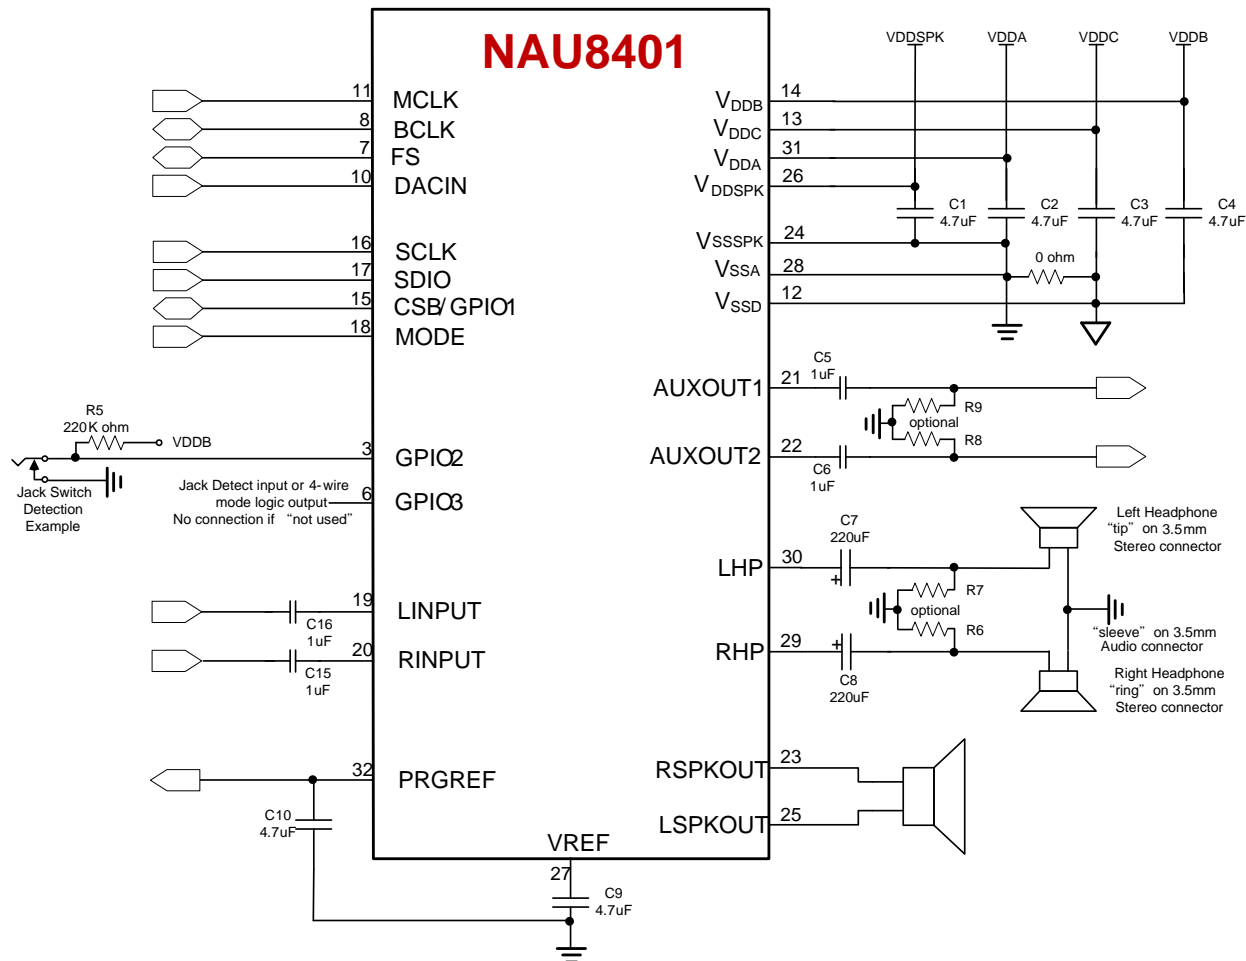 NAU8401
VDDSPK
VDDA
VDDC
VDDB
11
MCLK
8
BCLK
7
FS
10
DACIN
16
SCLK
17
SDIO
15
CSB/GPIO1
18
MODE
VDDB
14
VDDC
13
VDDA
31
VDDSPK
26
VSSSPK
24
VSSA
28
VSSD
12
C1
4.7uF
C2
4.7uF
C3
4.7uF
C4
4.7uF
0 ohm
R5
220K ohm
VDDB
3
GPIO2
Jack Switch
Detection
Example
Jack Detect input or 4-wire
mode logic output
No connection if “not used”
6
GPIO3
AUXOUT1
21
C5
1uF
R9
optional
R8
AUXOUT2
22
C6
1uF
LHP
30
C7
220uF
+
R7
optional
R6
RHP
29
+
C8
220uF
Left Headphone
“tip” on 3.5mm
Stereo connector
“sleeve” on 3.5mm
Audio connector
Right Headphone
“ring” on 3.5mm
Stereo connector
19
LINPUT
C16
1uF
20
RINPUT
C15
1uF
RSPKOUT
23
LSPKOUT
25
32
PRGREF
C10
4.7uF
VREF
27
C9
4.7uF